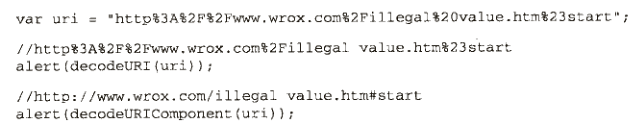 var uri = "http%3A%2F%2Fwww.wrox.com%2Fillegal%20value.htm%23start";
//http%3A%2F%2Fwww.wrox.com%2Fillegal value.htm%23start
alert(decodeURI(uri));
//http://www.wrox.com/illegal value.htm#start
alert(decodeURIComponent(uri));